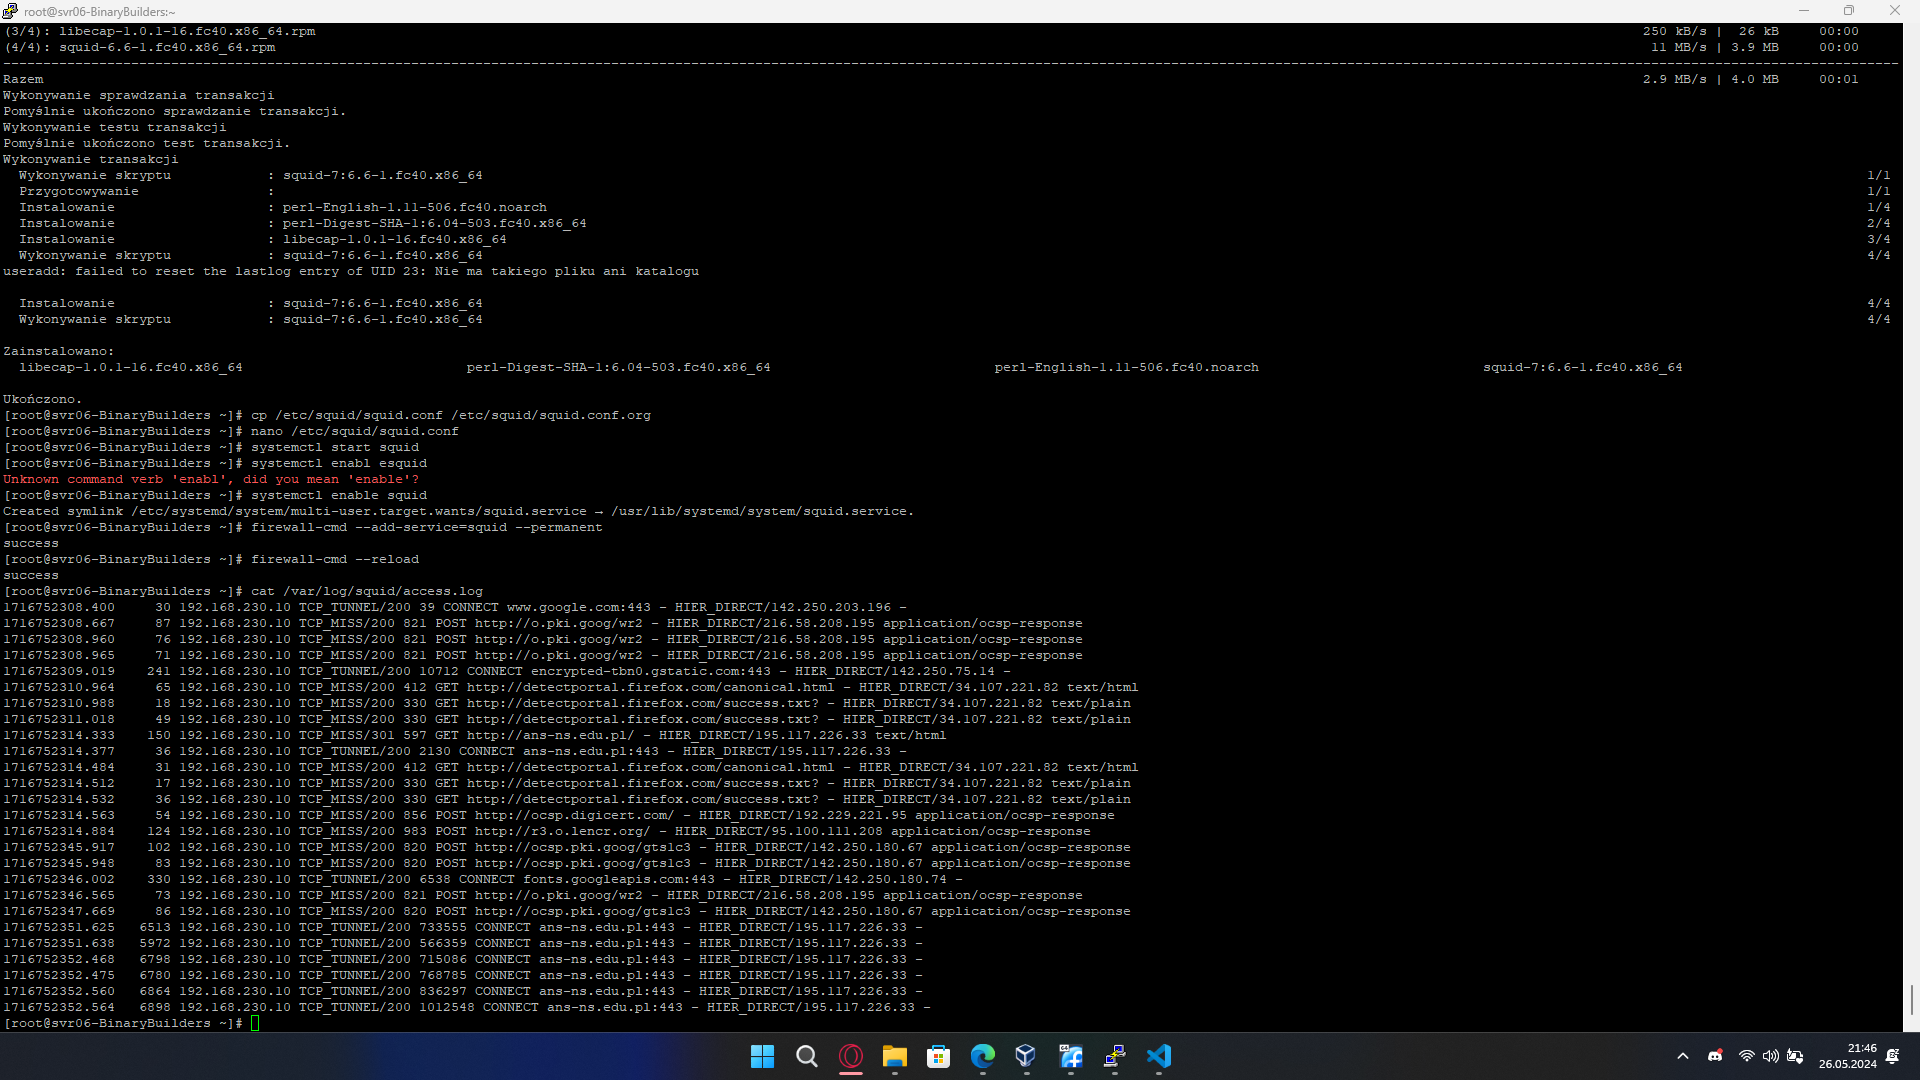 root@svr06-BinaryBuilders:~
(3/4): libecap-1.0.1-16.fc40.x86_64.rpm 250 kB/s | 26 kB 00:00
(4/4): squid-6.6-1.fc40.x86_64.rpm 11 MB/s | 3.9 MB 00:00
--------------------------------------------------------------------------------
Razem 2.9 MB/s | 4.0 MB 00:01
Wykonywanie sprawdzania transakcji
Pomyślnie ukończono sprawdzanie transakcji.
Wykonywanie testu transakcji
Pomyślnie ukończono test transakcji.
Wykonywanie transakcji
Wykonywanie skryptu : squid-7:6.6-1.fc40.x86_64 1/1
Przygotowywanie : 1/1
Instalowanie : perl-English-1.11-506.fc40.noarch 1/4
Instalowanie : perl-Digest-SHA-1:6.04-503.fc40.x86_64 2/4
Instalowanie : libecap-1.0.1-16.fc40.x86_64 3/4
Wykonywanie skryptu : squid-7:6.6-1.fc40.x86_64 4/4
useradd: failed to reset the lastlog entry of UID 23: Nie ma takiego pliku ani katalogu
Instalowanie : squid-7:6.6-1.fc40.x86_64 4/4
Wykonywanie skryptu : squid-7:6.6-1.fc40.x86_64 4/4
Zainstalowano:
libecap-1.0.1-16.fc40.x86_64 perl-Digest-SHA-1:6.04-503.fc40.x86_64 perl-English-1.11-506.fc40.noarch squid-7:6.6-1.fc40.x86_64
Ukończono.
[root@svr06-BinaryBuilders ~]# cp /etc/squid/squid.conf /etc/squid/squid.conf.org
[root@svr06-BinaryBuilders ~]# nano /etc/squid/squid.conf
[root@svr06-BinaryBuilders ~]# systemctl start squid
[root@svr06-BinaryBuilders ~]# systemctl enabl esquid
Unknown command verb 'enabl', did you mean 'enable'?
[root@svr06-BinaryBuilders ~]# systemctl enable squid
Created symlink /etc/systemd/system/multi-user.target.wants/squid.service → /usr/lib/systemd/system/squid.service.
[root@svr06-BinaryBuilders ~]# firewall-cmd --add-service=squid --permanent
success
[root@svr06-BinaryBuilders ~]# firewall-cmd --reload
success
[root@svr06-BinaryBuilders ~]# cat /var/log/squid/access.log
1716752308.400 30 192.168.230.10 TCP_TUNNEL/200 39 CONNECT www.google.com:443 - HIER_DIRECT/142.250.203.196 -
1716752308.667 87 192.168.230.10 TCP_MISS/200 821 POST http://o.pki.goog/wr2 - HIER_DIRECT/216.58.208.195 application/ocsp-response
1716752308.960 76 192.168.230.10 TCP_MISS/200 821 POST http://o.pki.goog/wr2 - HIER_DIRECT/216.58.208.195 application/ocsp-response
1716752308.965 71 192.168.230.10 TCP_MISS/200 821 POST http://o.pki.goog/wr2 - HIER_DIRECT/216.58.208.195 application/ocsp-response
1716752309.019 241 192.168.230.10 TCP_TUNNEL/200 10712 CONNECT encrypted-tbn0.gstatic.com:443 - HIER_DIRECT/142.250.75.14 -
1716752310.964 65 192.168.230.10 TCP_MISS/200 412 GET http://detectportal.firefox.com/canonical.html - HIER_DIRECT/34.107.221.82 text/html
1716752310.988 18 192.168.230.10 TCP_MISS/200 330 GET http://detectportal.firefox.com/success.txt? - HIER_DIRECT/34.107.221.82 text/plain
1716752311.018 49 192.168.230.10 TCP_MISS/200 330 GET http://detectportal.firefox.com/success.txt? - HIER_DIRECT/34.107.221.82 text/plain
1716752314.333 150 192.168.230.10 TCP_MISS/301 597 GET http://ans-ns.edu.pl/ - HIER_DIRECT/195.117.226.33 text/html
1716752314.377 36 192.168.230.10 TCP_TUNNEL/200 2130 CONNECT ans-ns.edu.pl:443 - HIER_DIRECT/195.117.226.33 -
1716752314.484 31 192.168.230.10 TCP_MISS/200 412 GET http://detectportal.firefox.com/canonical.html - HIER_DIRECT/34.107.221.82 text/html
1716752314.512 17 192.168.230.10 TCP_MISS/200 330 GET http://detectportal.firefox.com/success.txt? - HIER_DIRECT/34.107.221.82 text/plain
1716752314.532 36 192.168.230.10 TCP_MISS/200 330 GET http://detectportal.firefox.com/success.txt? - HIER_DIRECT/34.107.221.82 text/plain
1716752314.563 54 192.168.230.10 TCP_MISS/200 856 POST http://ocsp.digicert.com/ - HIER_DIRECT/192.229.221.95 application/ocsp-response
1716752314.884 124 192.168.230.10 TCP_MISS/200 983 POST http://r3.o.lencr.org/ - HIER_DIRECT/95.100.111.208 application/ocsp-response
1716752345.917 102 192.168.230.10 TCP_MISS/200 820 POST http://ocsp.pki.goog/gts1c3 - HIER_DIRECT/142.250.180.67 application/ocsp-response
1716752345.948 83 192.168.230.10 TCP_MISS/200 820 POST http://ocsp.pki.goog/gts1c3 - HIER_DIRECT/142.250.180.67 application/ocsp-response
1716752346.002 330 192.168.230.10 TCP_TUNNEL/200 6538 CONNECT fonts.googleapis.com:443 - HIER_DIRECT/142.250.180.74 -
1716752346.565 73 192.168.230.10 TCP_MISS/200 821 POST http://o.pki.goog/wr2 - HIER_DIRECT/216.58.208.195 application/ocsp-response
1716752347.669 86 192.168.230.10 TCP_MISS/200 820 POST http://ocsp.pki.goog/gts1c3 - HIER_DIRECT/142.250.180.67 application/ocsp-response
1716752351.625 6513 192.168.230.10 TCP_TUNNEL/200 733555 CONNECT ans-ns.edu.pl:443 - HIER_DIRECT/195.117.226.33 -
1716752351.638 5972 192.168.230.10 TCP_TUNNEL/200 566359 CONNECT ans-ns.edu.pl:443 - HIER_DIRECT/195.117.226.33 -
1716752352.468 6798 192.168.230.10 TCP_TUNNEL/200 715086 CONNECT ans-ns.edu.pl:443 - HIER_DIRECT/195.117.226.33 -
1716752352.475 6780 192.168.230.10 TCP_TUNNEL/200 768785 CONNECT ans-ns.edu.pl:443 - HIER_DIRECT/195.117.226.33 -
1716752352.560 6864 192.168.230.10 TCP_TUNNEL/200 836297 CONNECT ans-ns.edu.pl:443 - HIER_DIRECT/195.117.226.33 -
1716752352.564 6898 192.168.230.10 TCP_TUNNEL/200 1012548 CONNECT ans-ns.edu.pl:443 - HIER_DIRECT/195.117.226.33 -
[root@svr06-BinaryBuilders ~]#
21:46
26.05.2024